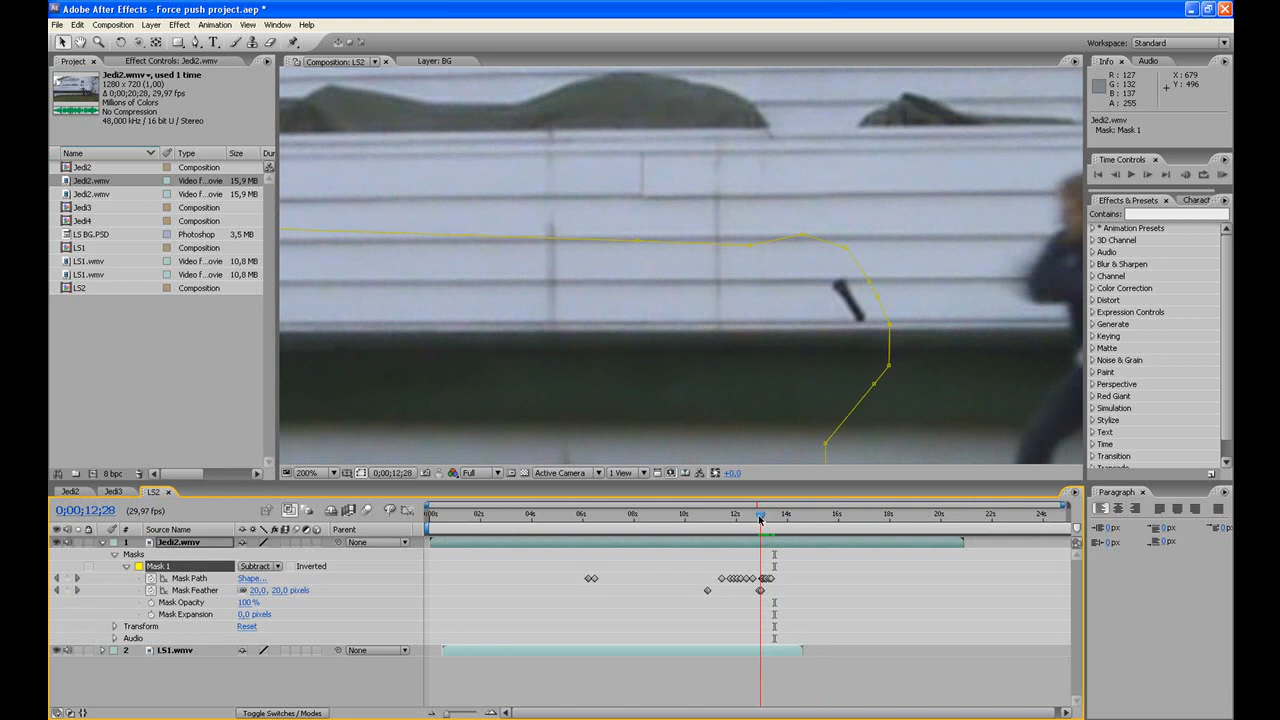 Adobe After Effects - Force push project.aep *
File Edit Composition Layer Effect Animation View Window Help
Workspace: Standard
Project Effect Controls: Jedi2.wmv
Composition: LS2 Layer: BG
Info Audio
Jedi2.wmv, used 1 time
1280 x 720 (1,00)
Δ 0;00;20;28, 29,97 fps
Millions of Colors
No Compression
48,000 kHz / 16 bit U / Stereo
R : 127
G : 132
B : 137
A : 255
X : 679
Y : 496
Jedi2.wmv
Mask: Mask 1
Name Type Size Dur
Jedi2 Composition
Jedi2.wmv Video f...ovie 15,9 MB
Jedi2.wmv Video f...ovie 15,9 MB
Jedi3 Composition
Jedi4 Composition
LS BG.PSD Photoshop 3,5 MB
LS1 Composition
LS1.wmv Video f...ovie 10,8 MB
LS1.wmv Video f...ovie 10,8 MB
LS2 Composition
Time Controls
Effects & Presets Charact
Contains:
* Animation Presets
3D Channel
Audio
Blur & Sharpen
Channel
Color Correction
Distort
Expression Controls
Generate
Keying
Matte
Noise & Grain
Paint
Perspective
Red Giant
Simulation
Stylize
Text
Time
Transition
8 bpc
200% 0;00;12;28 Full Active Camera 1 View +0,0
Jedi2 Jedi3 LS2
0;00;12;28 (29,97 fps)
02s 04s 06s 08s 10s 12s 14s 16s 18s 20s 22s 24s
# Source Name Parent
1 Jedi2.wmv None
Masks
Mask 1 Subtract Inverted
Mask Path Shape...
Mask Feather 20,0, 20,0 pixels
Mask Opacity 100 %
Mask Expansion 0,0 pixels
Transform Reset
Audio
2 LS1.wmv None
Toggle Switches / Modes
Paragraph
0 px 0 px 0 px
0 px 0 px